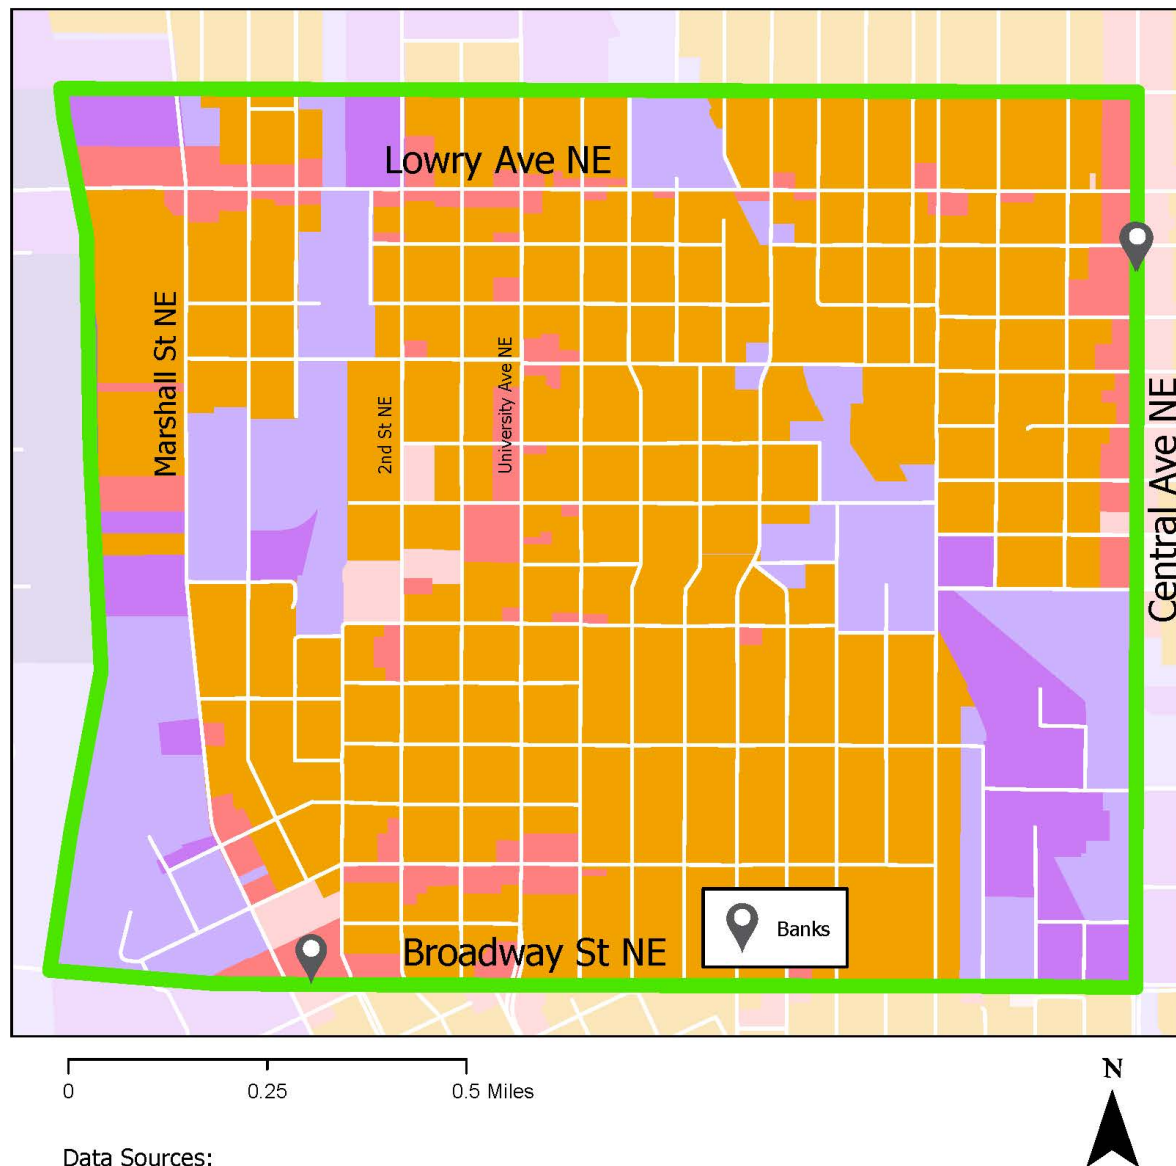 Lowry Ave NE
Marshall St NE
2nd St NE
University Ave NE
Central Ave NE
Banks
Broadway St NE
0 0.25 0.5 Miles
N
Data Sources: